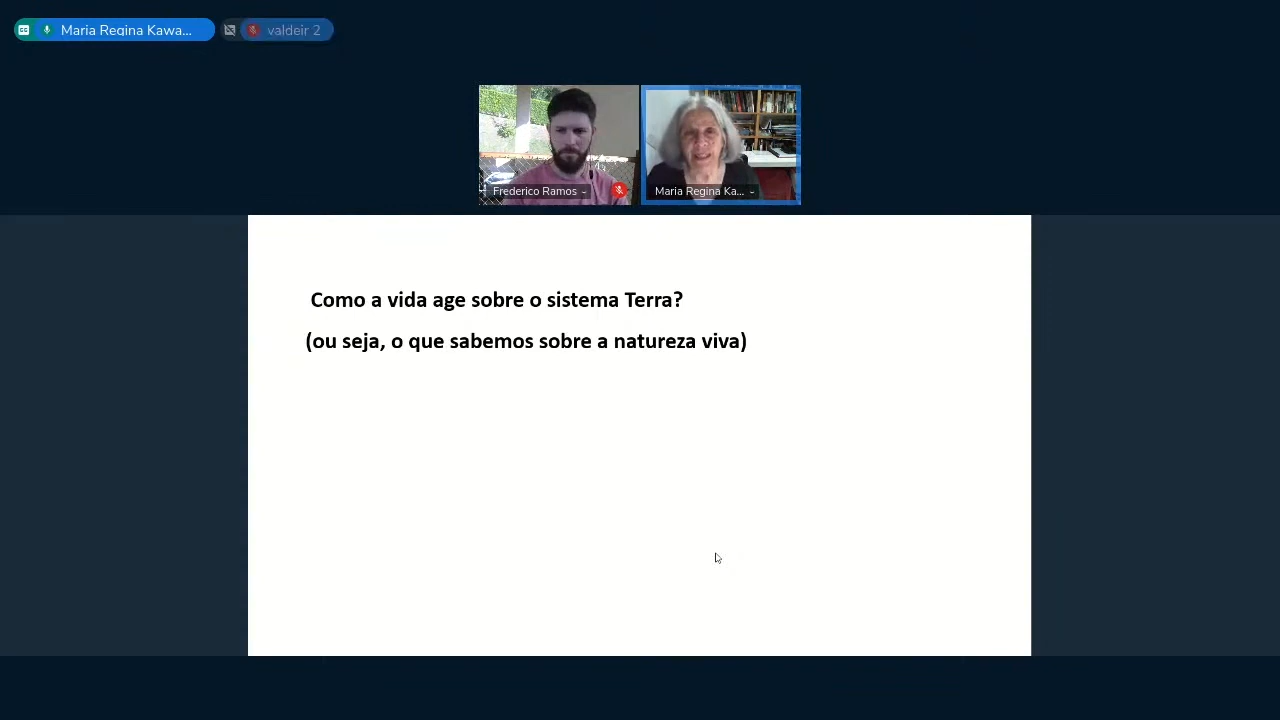 Maria Regina Kawa...
valdeir 2
Frederico Ramos
Maria Regina Ka...
Como a vida age sobre o sistema Terra?
(ou seja, o que sabemos sobre a natureza viva)